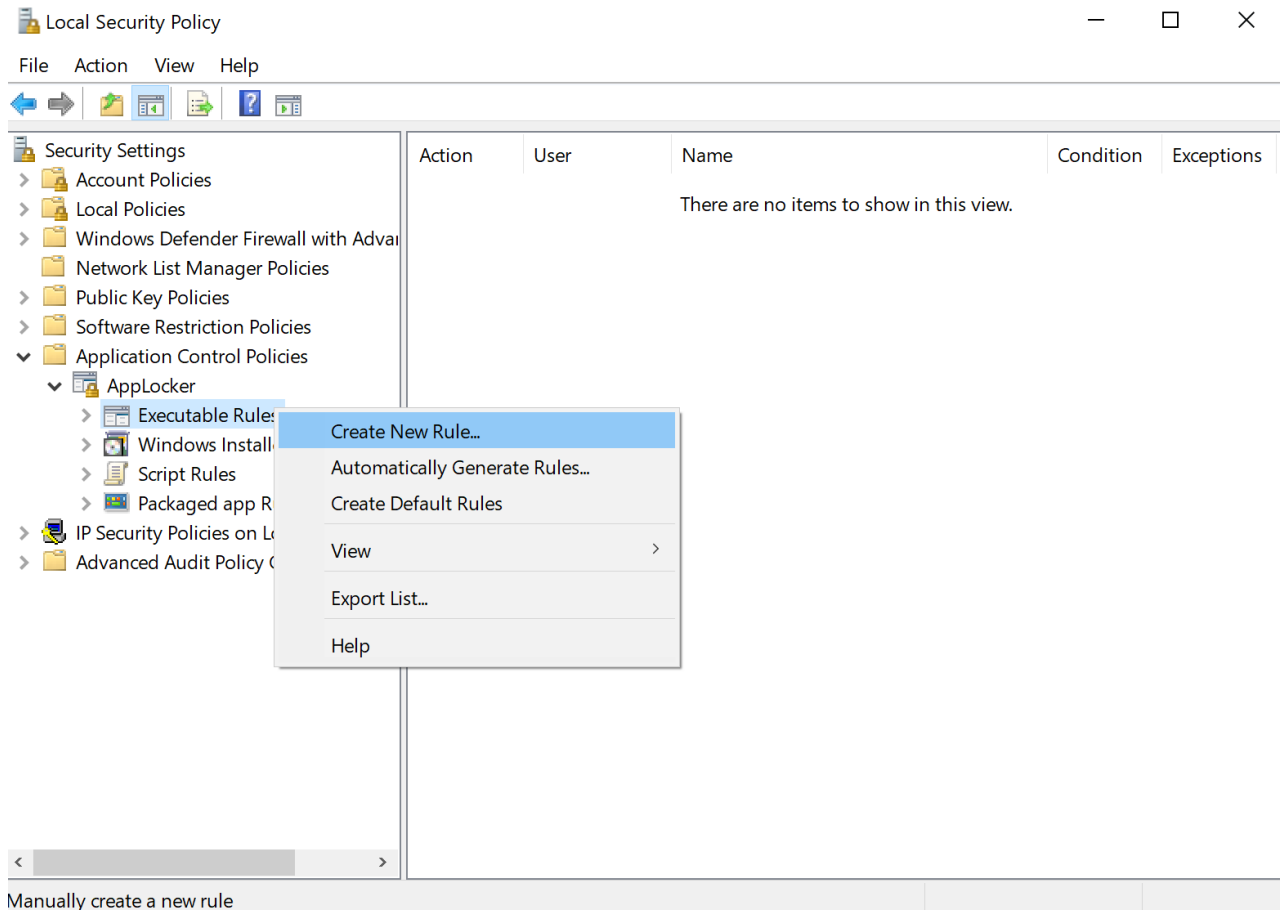 Local Security Policy
File Action View Help
Security Settings
Account Policies
Local Policies
Windows Defender Firewall with Advar
Network List Manager Policies
Public Key Policies
Software Restriction Policies
Application Control Policies
AppLocker
Executable Rules
Windows Install
Script Rules
Packaged app R
IP Security Policies on Lo
Advanced Audit Policy C
Action User Name Condition Exceptions
There are no items to show in this view.
Create New Rule...
Automatically Generate Rules...
Create Default Rules
View
Export List...
Help
Manually create a new rule